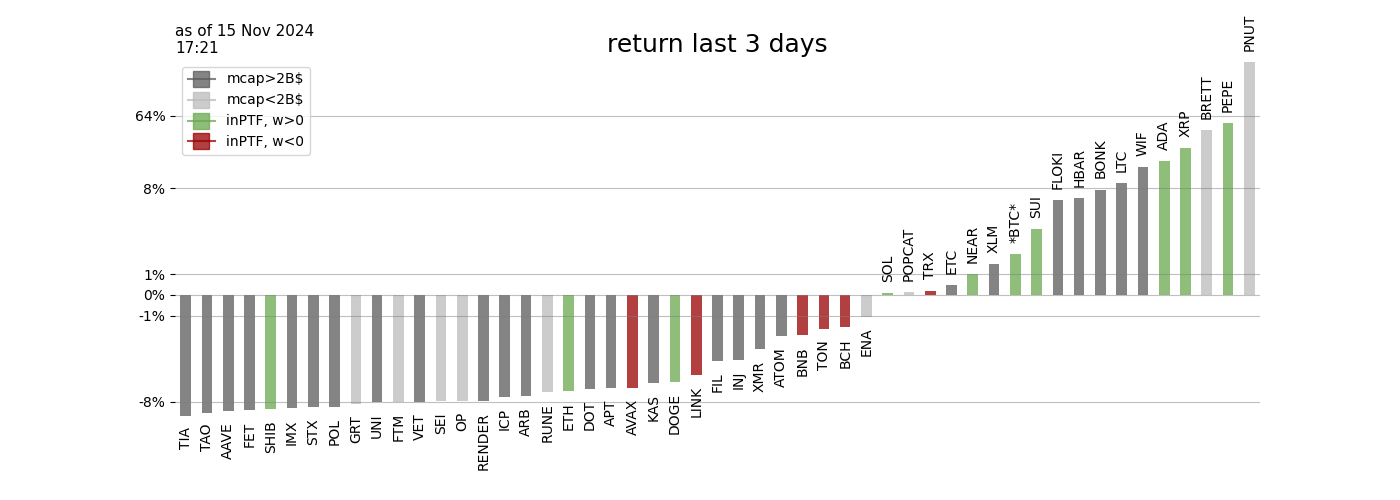 as of 15 Nov 2024
17:21
return last 3 days
mcap>2B$
mcap<2B$
inPTF, w>0
inPTF, w<0
64%
8%
1%
0%
-1%
-8%
TIA
TAO
AAVE
FET
SHIB
IMX
STX
POL
GRT
UNI
FTM
VET
SEI
OP
RENDER
ICP
ARB
RUNE
ETH
DOT
APT
AVAX
KAS
DOGE
LINK
FIL
INJ
XMR
ATOM
BNB
TON
BCH
ENA
SOL
POPCAT
TRX
ETC
NEAR
XLM
*BTC*
SUI
FLOKI
HBAR
BONK
LTC
WIF
ADA
XRP
BRETT
PEPE
PNUT